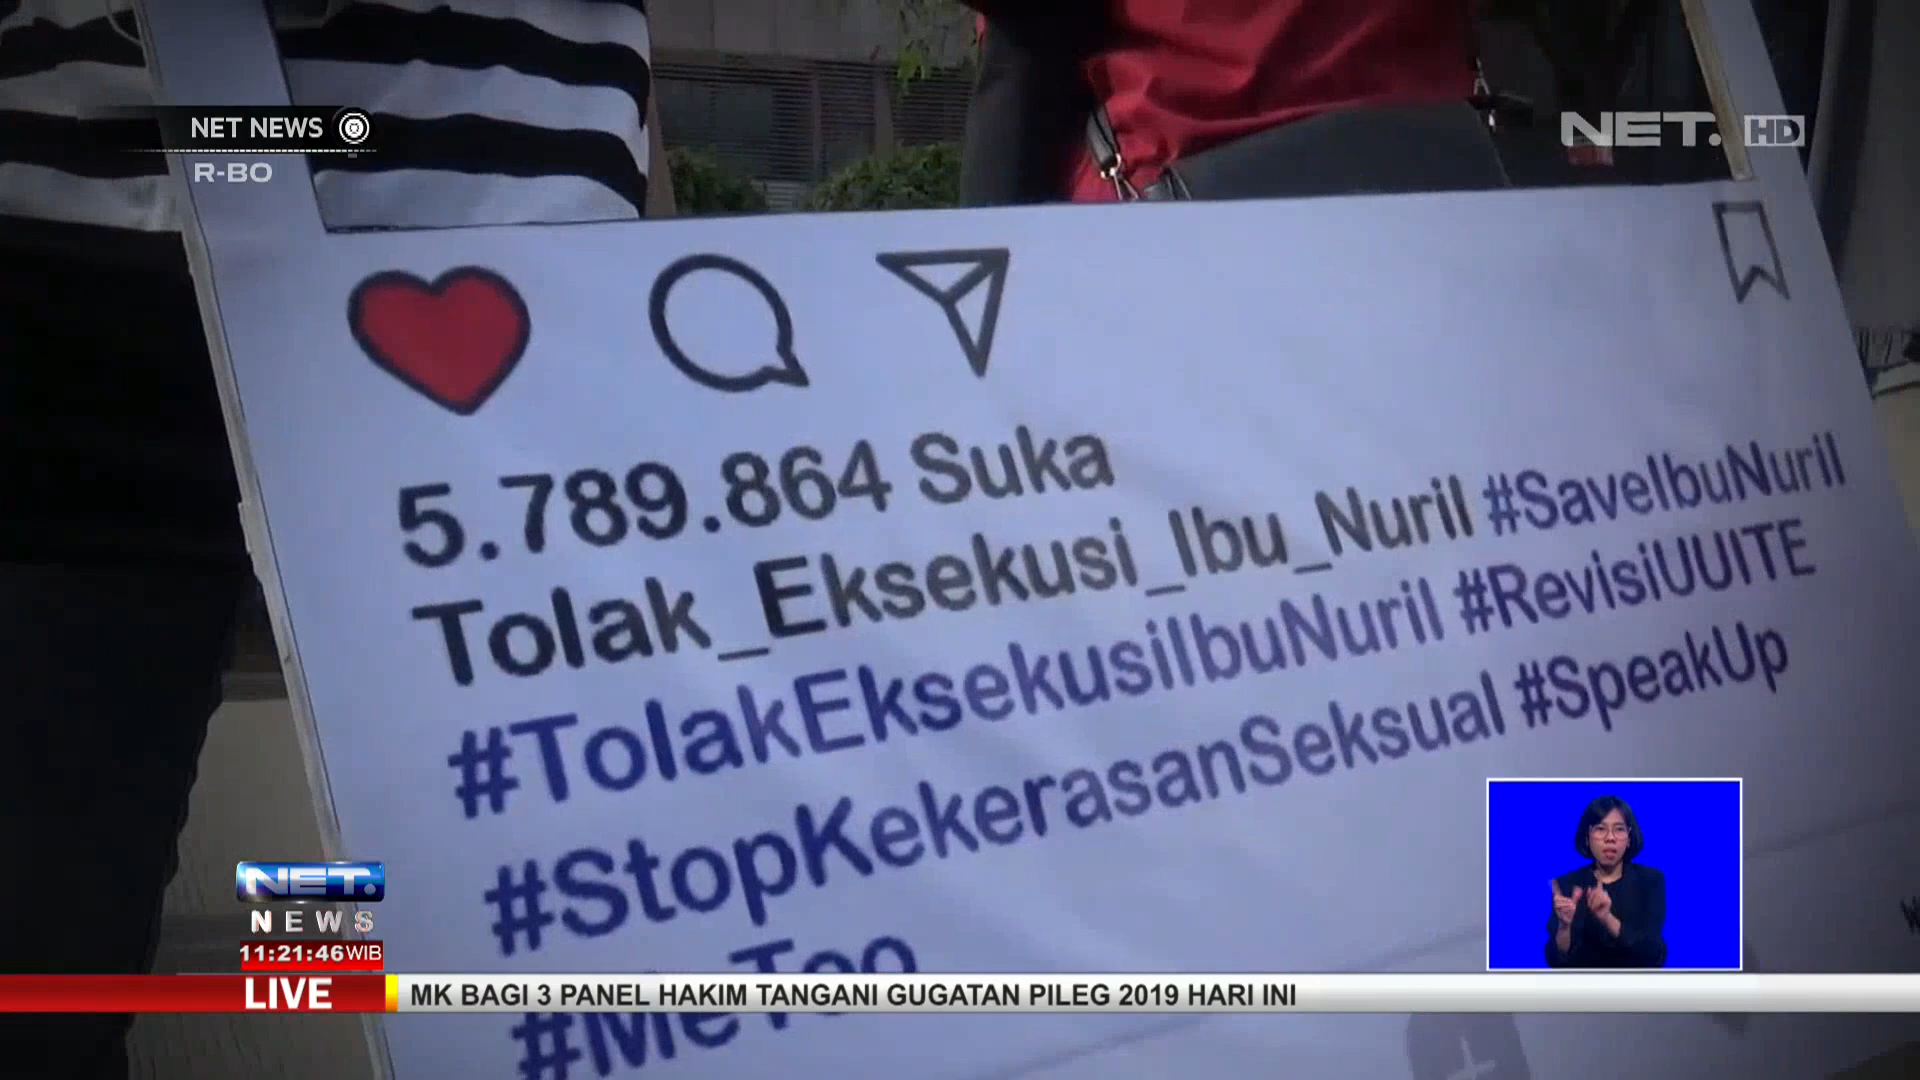 NET NEWS
R-BO
NET. HD
5.789.864 Suka
Tolak_Eksekusi_Ibu_Nuril #SaveIbuNuril
#TolakEksekusiIbuNuril #RevisiUUITE
#StopKekerasanSeksual #SpeakUp
#MeToo
NET.
NEWS
11:21:46 WIB
LIVE
MK BAGI 3 PANEL HAKIM TANGANI GUGATAN PILEG 2019 HARI INI